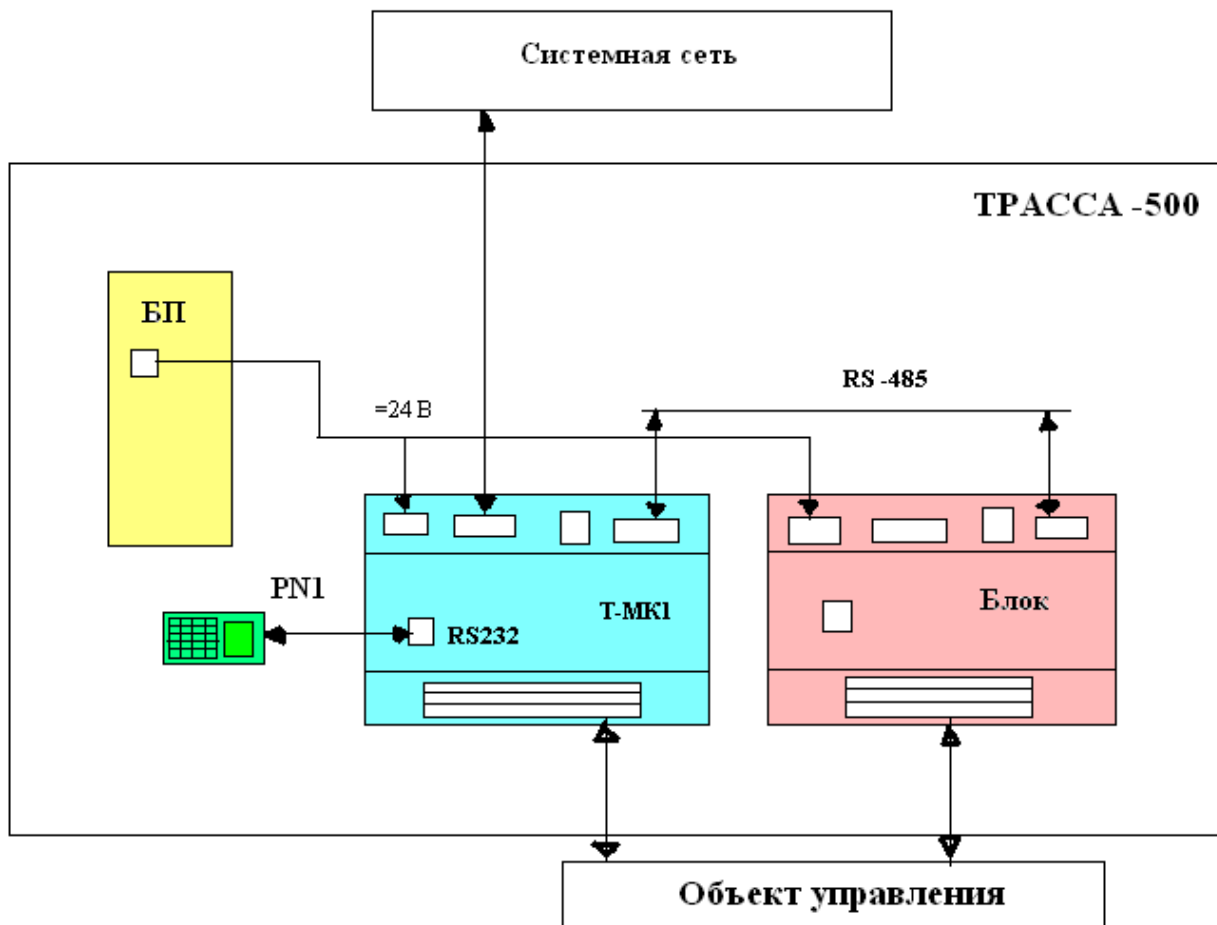 Системная сеть
ТРАССА -500
БП
RS -485
=24 В
PN1
Т-МК1
Блок
RS232
Объект управления